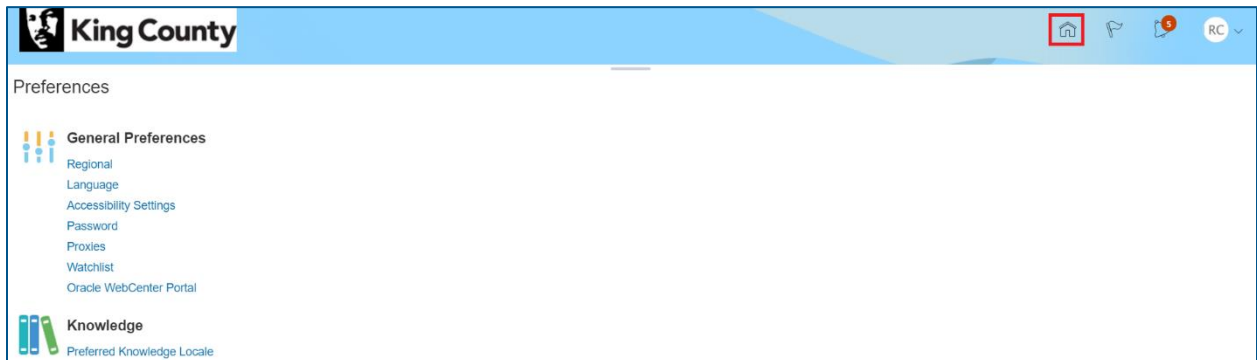 King County
5
RC
Preferences
General Preferences
Regional
Language
Accessibility Settings
Password
Proxies
Watchlist
Oracle WebCenter Portal
Knowledge
Preferred Knowledge Locale